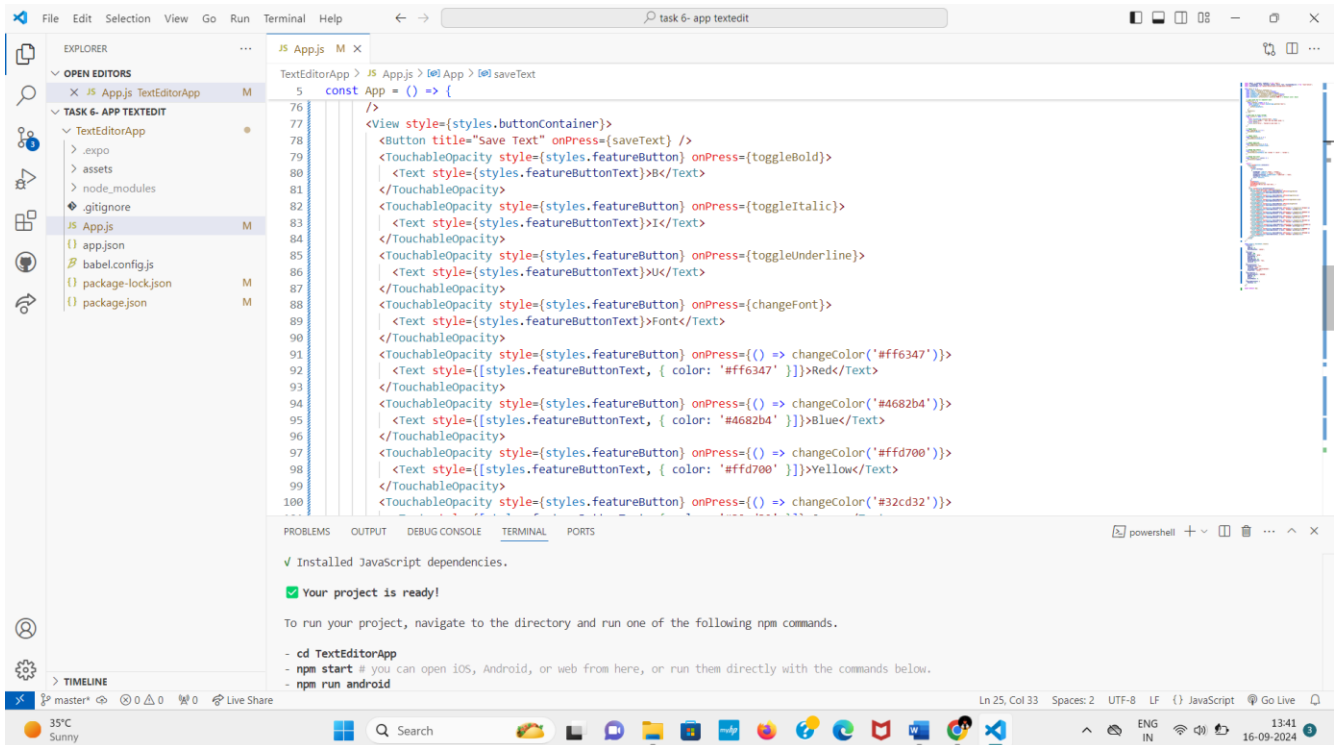 File Edit Selection View Go Run Terminal Help
task 6- app textedit
EXPLORER
OPEN EDITORS
JS App.js TextEditorApp M
TASK 6- APP TEXTEDIT
TextEditorApp
.expo
assets
node_modules
.gitignore
JS App.js M
{} app.json
babel.config.js
{} package-lock.json M
{} package.json M
TIMELINE
JS App.js M
TextEditorApp > JS App.js > App > saveText
5 const App = () => {
76 />
77 <View style={styles.buttonContainer}>
78 <Button title="Save Text" onPress={saveText} />
79 <TouchableOpacity style={styles.featureButton} onPress={toggleBold}>
80 <Text style={styles.featureButtonText}>B</Text>
81 </TouchableOpacity>
82 <TouchableOpacity style={styles.featureButton} onPress={toggleItalic}>
83 <Text style={styles.featureButtonText}>I</Text>
84 </TouchableOpacity>
85 <TouchableOpacity style={styles.featureButton} onPress={toggleUnderline}>
86 <Text style={styles.featureButtonText}>U</Text>
87 </TouchableOpacity>
88 <TouchableOpacity style={styles.featureButton} onPress={changeFont}>
89 <Text style={styles.featureButtonText}>Font</Text>
90 </TouchableOpacity>
91 <TouchableOpacity style={styles.featureButton} onPress={() => changeColor('#ff6347')}>
92 <Text style={[styles.featureButtonText, { color: '#ff6347' }]}>Red</Text>
93 </TouchableOpacity>
94 <TouchableOpacity style={styles.featureButton} onPress={() => changeColor('#4682b4')}>
95 <Text style={[styles.featureButtonText, { color: '#4682b4' }]}>Blue</Text>
96 </TouchableOpacity>
97 <TouchableOpacity style={styles.featureButton} onPress={() => changeColor('#ffd700')}>
98 <Text style={[styles.featureButtonText, { color: '#ffd700' }]}>Yellow</Text>
99 </TouchableOpacity>
100 <TouchableOpacity style={styles.featureButton} onPress={() => changeColor('#32cd32')}>
PROBLEMS OUTPUT DEBUG CONSOLE TERMINAL PORTS
powershell
√ Installed JavaScript dependencies.
✅ Your project is ready!
To run your project, navigate to the directory and run one of the following npm commands.
- cd TextEditorApp
- npm start # you can open iOS, Android, or web from here, or run them directly with the commands below.
- npm run android
master* 0 0 0 Live Share
Ln 25, Col 33 Spaces: 2 UTF-8 LF {} JavaScript Go Live
35°C
Sunny
Search
ENG
IN
13:41
16-09-2024
3